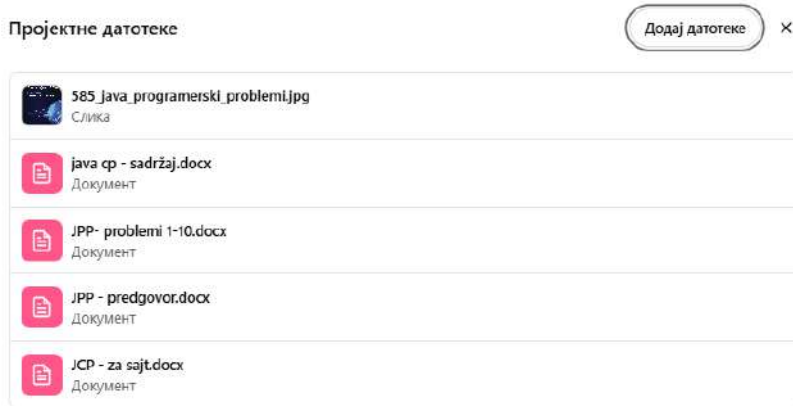 Пројектне датотеке
Додај датотеке
585_java_programerski_problemi.jpg
Слика
java cp - sadržaj.docx
Документ
JPP- problemi 1-10.docx
Документ
JPP - predgovor.docx
Документ
JCP - za sajt.docx
Документ